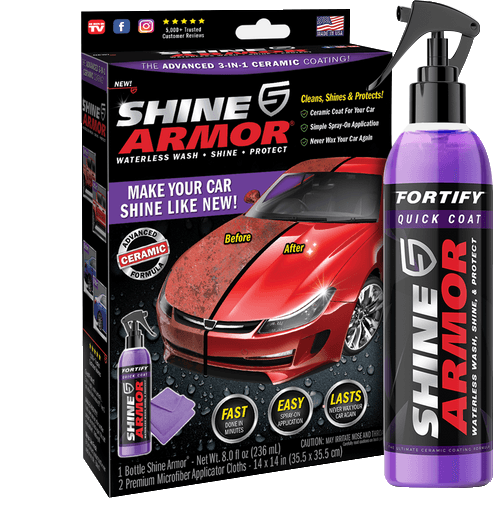 AS SEEN ON
TV
5,000+ Trusted
Customer Reviews
MADE IN USA
THE ADVANCED 3-IN-1 CERAMIC COATING!
NEW!
SHINE
ARMOR®
WATERLESS WASH • SHINE • PROTECT
Cleans, Shines & Protects!
Ceramic Coat For Your Car
Simple Spray-On Application
Never Wax Your Car Again
MAKE YOUR CAR
SHINE LIKE NEW!
ADVANCED
CERAMIC
FORMULA
Before
After
FORTIFY
QUICK COAT
SHINE
ARMOR
FAST
DONE IN
MINUTES
EASY
SPRAY-ON
APPLICATION
LASTS
NEVER WAX YOUR
CAR AGAIN
CAUTION: MAY IRRITATE NOSE AND
1 Bottle Shine Armor® - Net Wt. 8.0 fl oz (236 mL)
2 Premium Microfiber Applicator Cloths - 14 x 14 in (35.5 x 35.5 cm)
SHINE
ARMOR
FORTIFY
QUICK COAT
SHINE
ARMOR
WATERLESS WASH, SHINE, & PROTECT
THE ULTIMATE CERAMIC COATING FORMULA